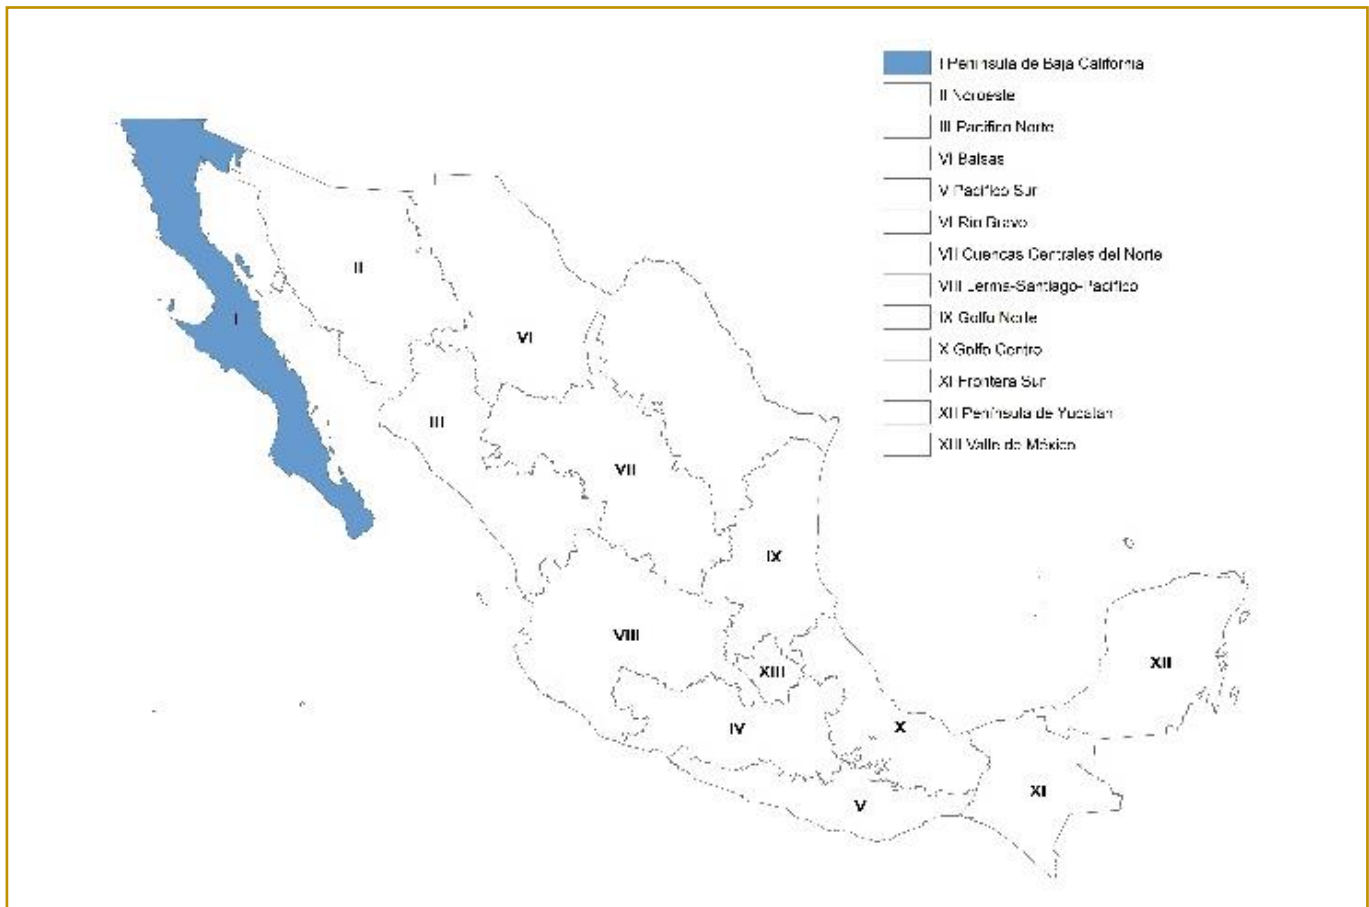 I Península de Baja California
II Noroeste
III Pacífico Norte
VI Balsas
V Pacífico Sur
VI Río Bravo
VII Cuencas Centrales del Norte
VIII Lerma-Santiago-Pacífico
IX Golfo Norte
X Golfo Centro
XI Frontera Sur
XII Península de Yucatán
XIII Valle de México
II
I
VI
III
VII
IX
VIII
XIII
XII
IV
X
XI
V